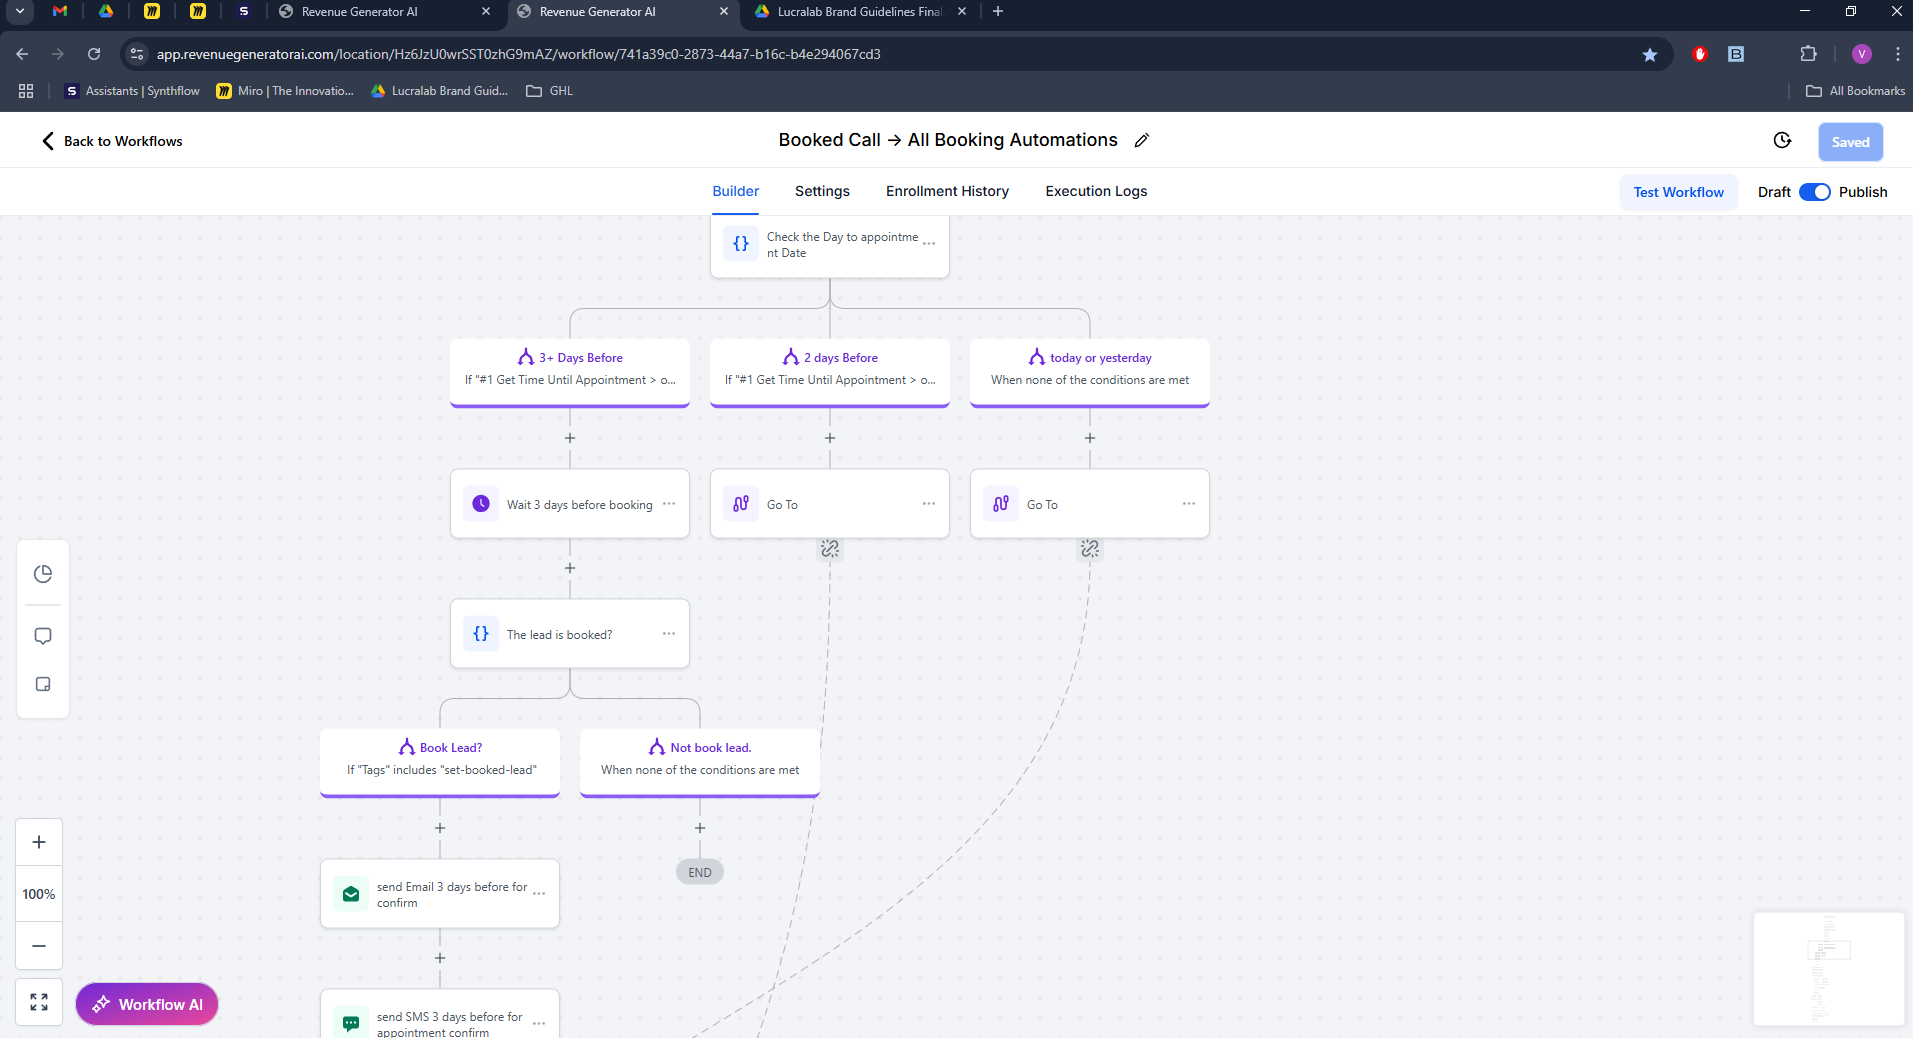 Revenue Generator AI
Revenue Generator AI
Lucralab Brand Guidelines Final
app.revenuegeneratorai.com/location/Hz6JzU0wrSST0zhG9mAZ/workflow/741a39c0-2873-44a7-b16c-b4e294067cd3
V
Assistants | Synthflow
Miro | The Innovatio...
Lucralab Brand Guid...
GHL
All Bookmarks
Back to Workflows
Booked Call → All Booking Automations
Saved
Builder
Settings
Enrollment History
Execution Logs
Test Workflow
Draft
Publish
Check the Day to appointme
nt Date
3+ Days Before
If "#1 Get Time Until Appointment > o...
2 days Before
If "#1 Get Time Until Appointment > o...
today or yesterday
When none of the conditions are met
Wait 3 days before booking
Go To
Go To
The lead is booked?
Book Lead?
If "Tags" includes "set-booked-lead"
Not book lead.
When none of the conditions are met
END
send Email 3 days before for
confirm
send SMS 3 days before for
appointment confirm
100%
Workflow AI